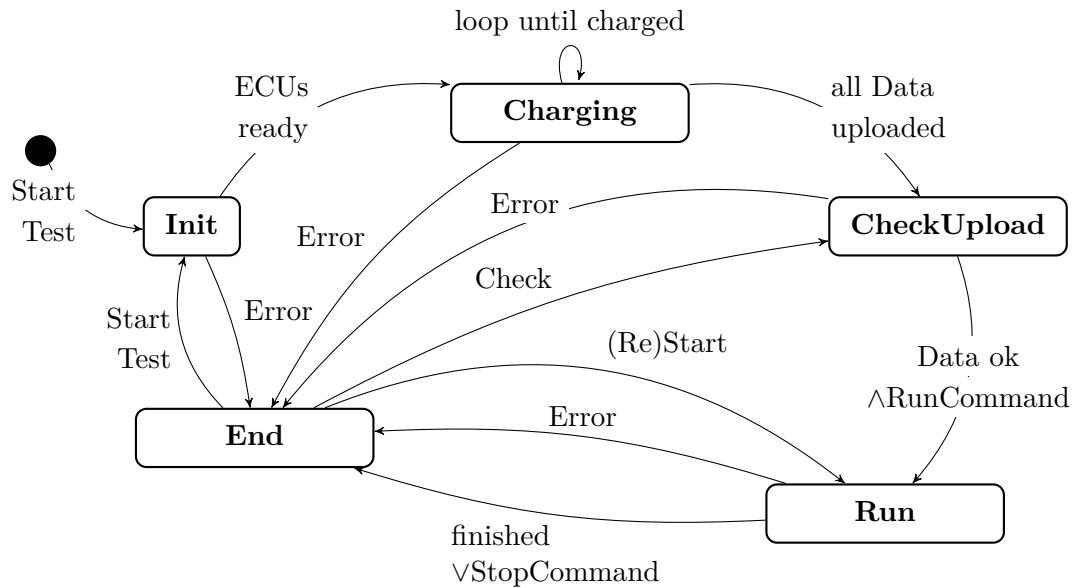 loop until charged
ECUs
ready
Charging
all Data
uploaded
Start
Test
Init
Error
CheckUpload
Error
Check
Error
Start
Test
(Re)Start
Data ok
∧RunCommand
End
Error
Run
finished
∨StopCommand